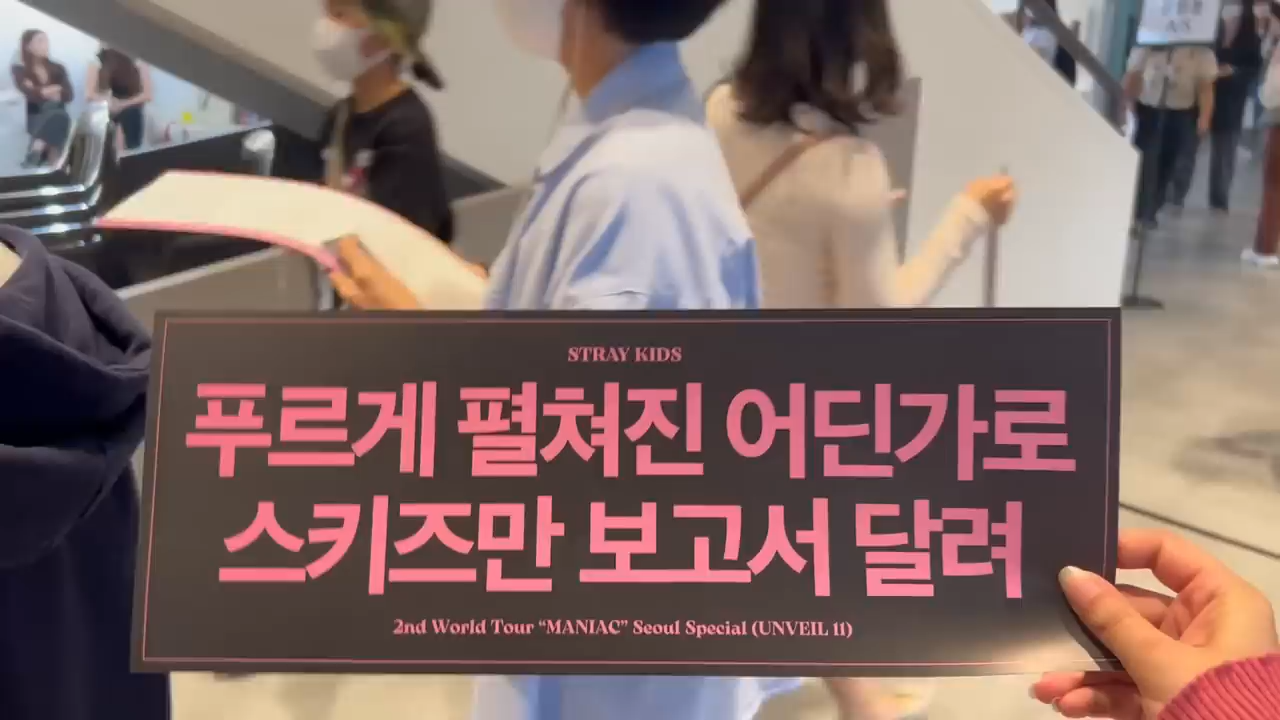 STRAY KIDS
푸르게 펼쳐진 어딘가로
스키즈만 보고서 달려
2nd World Tour “MANIAC” Seoul Special (UNVEIL 11)